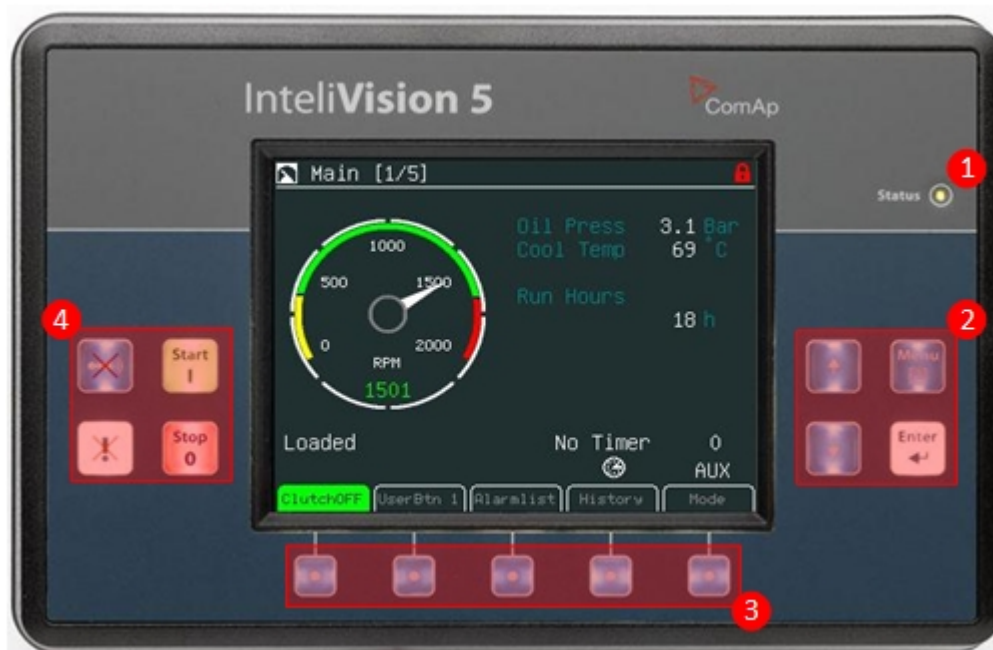 InteliVision 5
ComAp
Main [1/5]
1
Status
Oil Press 3.1 Bar
Cool Temp 69 °C
1000
500 1500
Run Hours
18 h
4
2
0 2000
RPM
1501
Start
I
Menu
Stop
0
Enter
Loaded No Timer 0
AUX
ClutchOFF UserBtn 1 Alarmlist History Mode
3